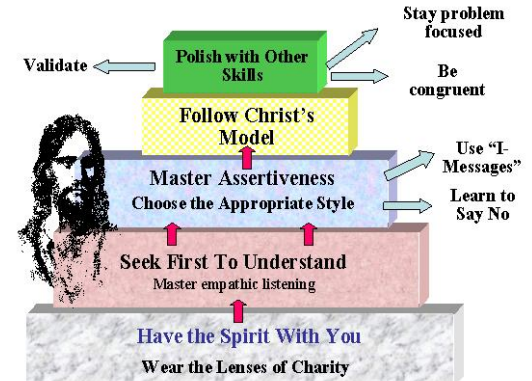 Stay problem
focused
Polish with Other
Skills
Validate
Be
congruent
Follow Christ's
Model
Use "I-
Messages"
Master Assertiveness
Choose the Appropriate Style
Learn to
Say No
Seek First To Understand
Master empathic listening
Have the Spirit With You
Wear the Lenses of Charity